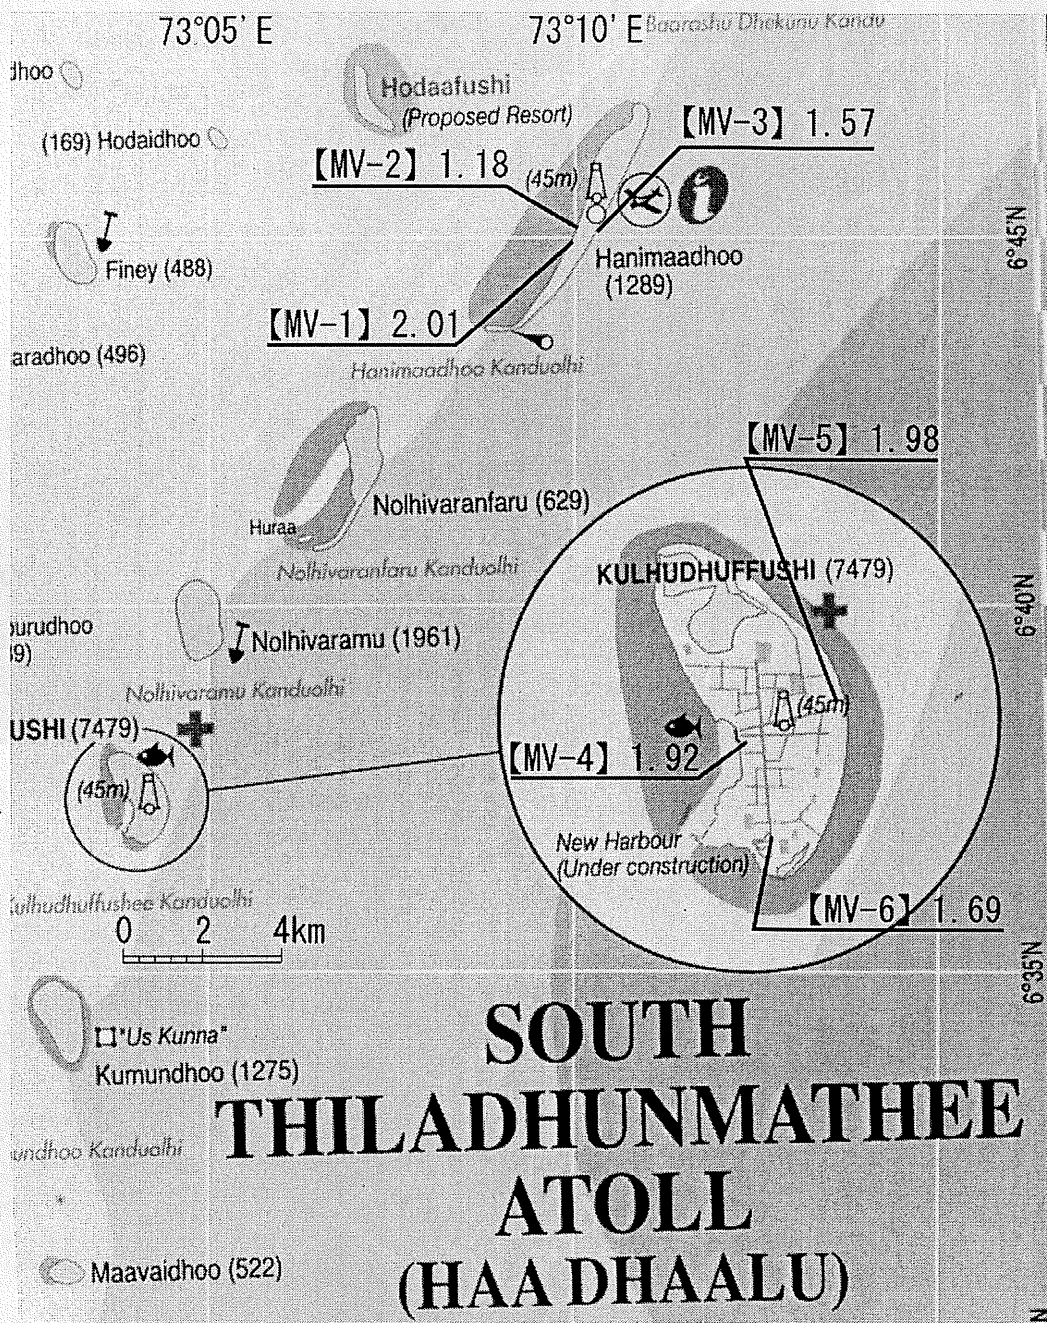 73°05' E
73°10' E
Baarashu Dhekunu Kandu
dhoo
Hodaafushi
(Proposed Resort)
(169) Hodaidhoo
【MV-3】 1.57
【MV-2】 1.18
(45m)
i
6°45'N
Finey (488)
Hanimaadhoo
(1289)
【MV-1】 2.01
aradhoo (496)
Hanimaadhoo Kanduolhi
【MV-5】 1.98
Nolhivaranfaru (629)
Huraa
Nolhivaranfaru Kanduolhi
KULHUDHUFFUSHI (7479)
6°40'N
ourudhoo
Nolhivaramu (1961)
Nolhivaramu Kanduolhi
USHI (7479)
(45m)
(45m)
【MV-4】 1.92
New Harbour
(Under construction)
Kulhudhuffushee Kanduolhi
【MV-6】 1.69
0 2 4km
6°35'N
"Us Kunna"
Kumundhoo (1275)
SOUTH
THILADHUNMATHEE
ATOLL
(HAA DHAALU)
undhoo Kanduolhi
Maavaidhoo (522)
N